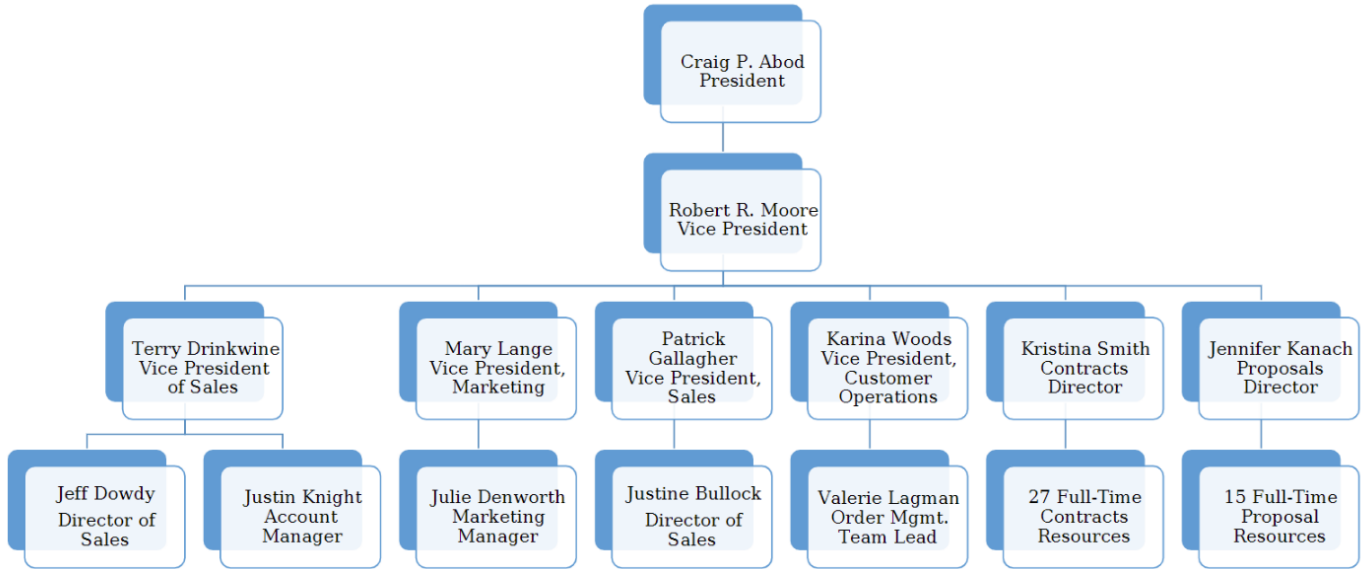 Craig P. Abod
President
Robert R. Moore
Vice President
Terry Drinkwine
Vice President
of Sales
Mary Lange
Vice President,
Marketing
Patrick
Gallagher
Vice President,
Sales
Karina Woods
Vice President,
Customer
Operations
Kristina Smith
Contracts
Director
Jennifer Kanach
Proposals
Director
Jeff Dowdy
Director of
Sales
Justin Knight
Account
Manager
Julie Denworth
Marketing
Manager
Justine Bullock
Director of
Sales
Valerie Lagman
Order Mgmt.
Team Lead
27 Full-Time
Contracts
Resources
15 Full-Time
Proposal
Resources